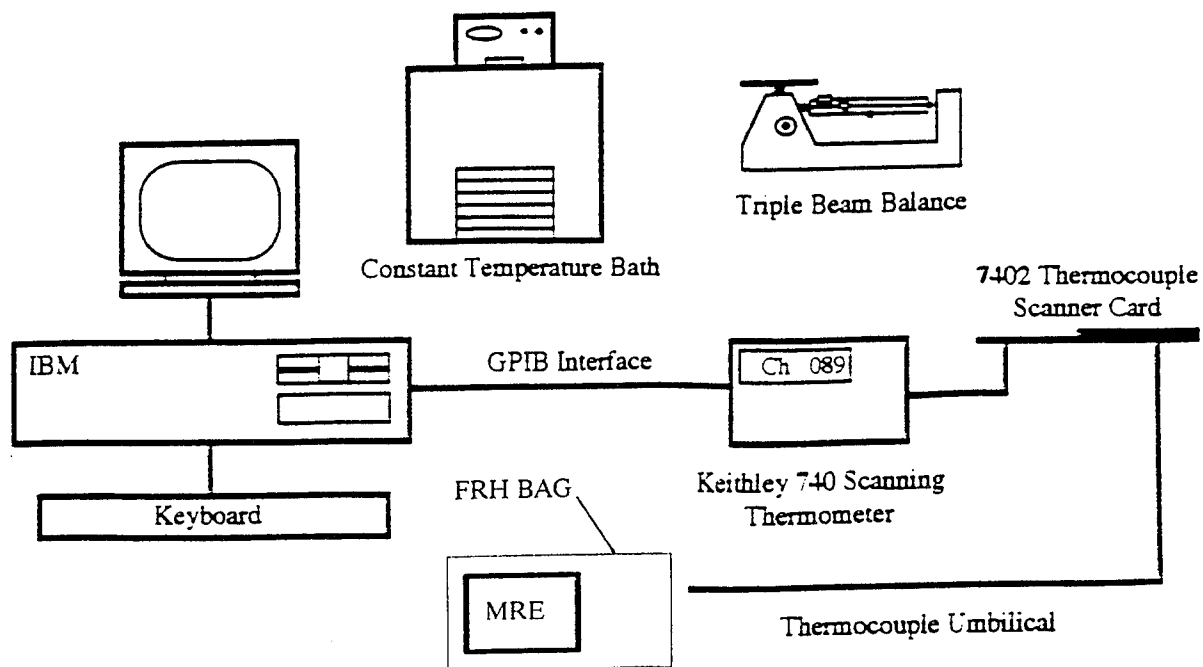 Triple Beam Balance
Constant Temperature Bath
7402 Thermocouple
Scanner Card
IBM
GPIB Interface
Ch 089
Keithley 740 Scanning
Thermometer
FRH BAG
Keyboard
MRE
Thermocouple Umbilical